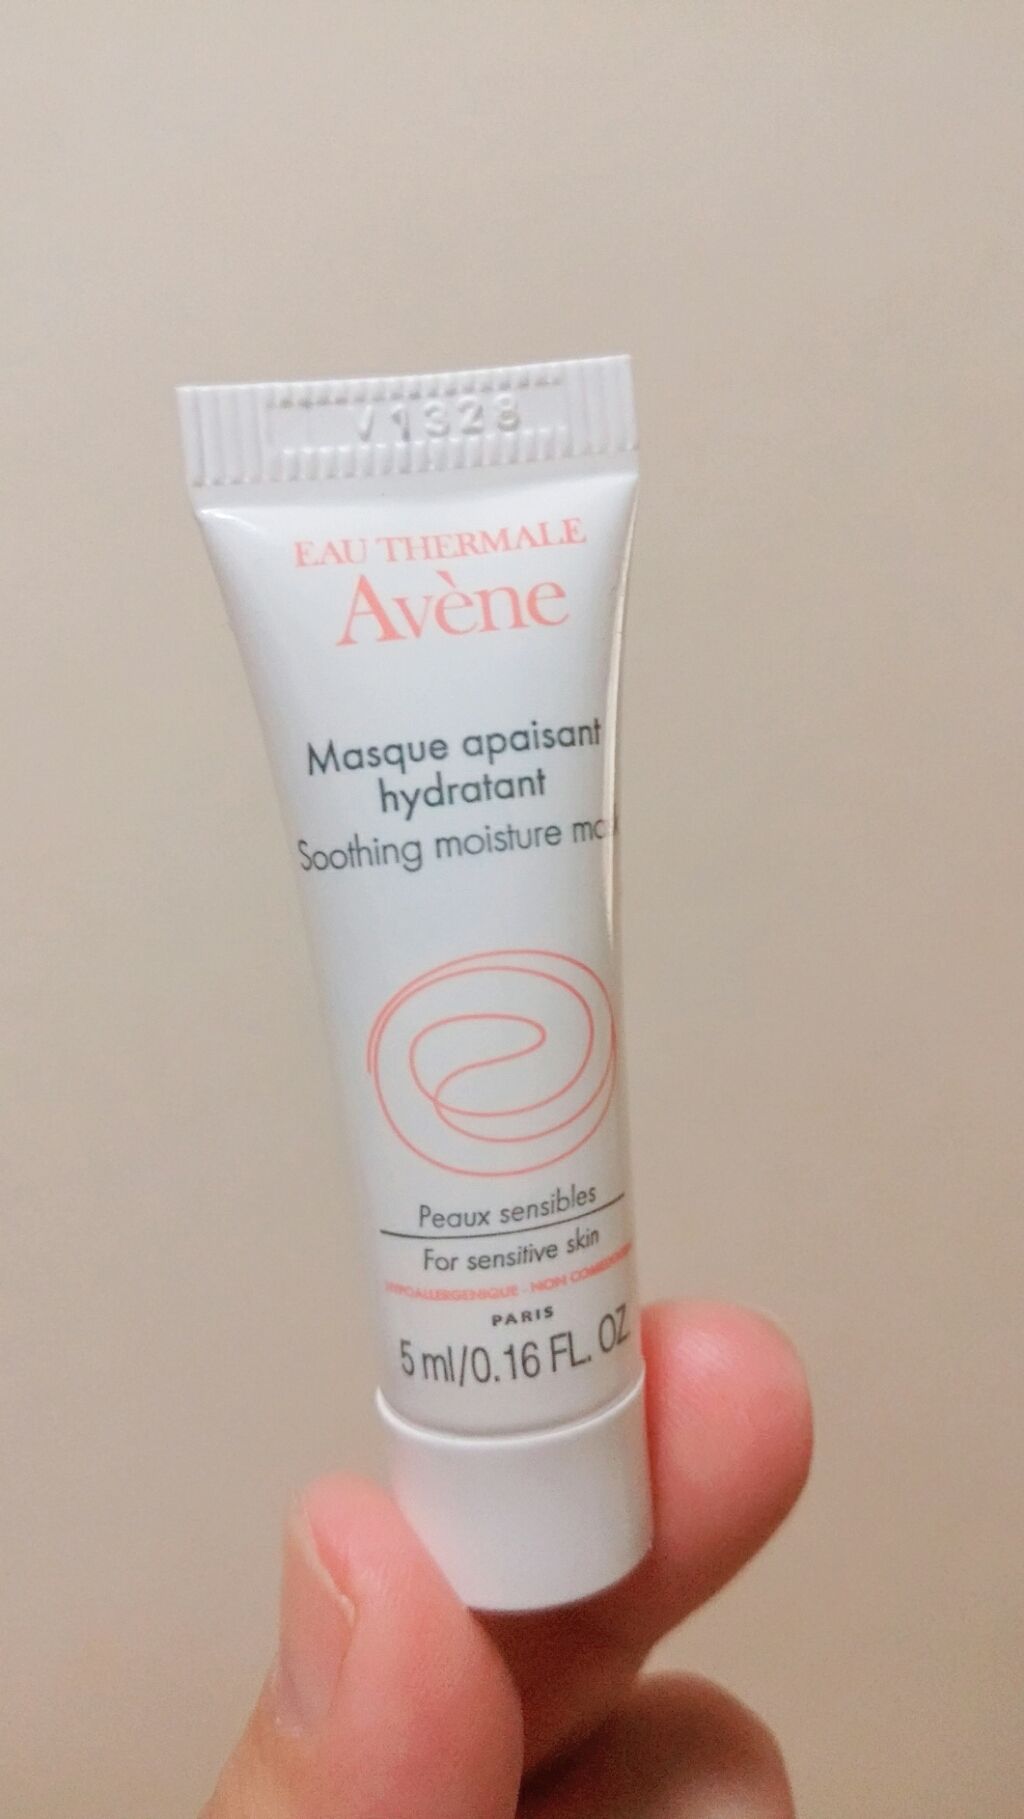 V1328
EAU THERMALE
Avène
Masque apaisant
hydratant
Soothing moisture
Peaux sensibles
For sensitive skin
HYPOALLERGENIQUE - NON
PARIS
5 ml/0.16 FL. OZ